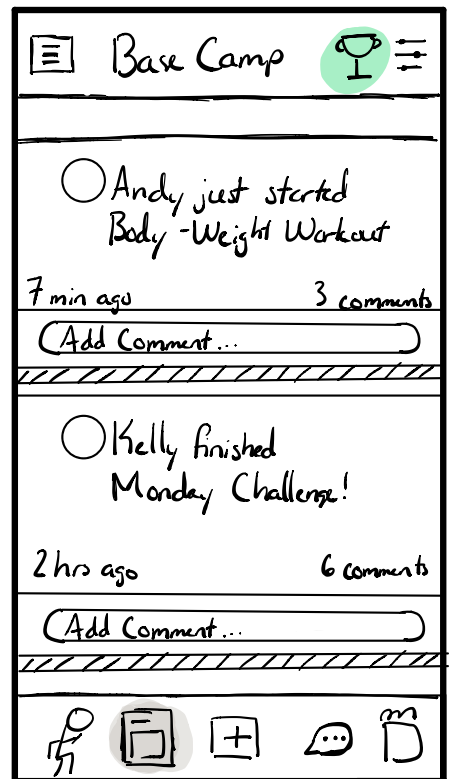 Base Camp
Andy just started
Body-Weight Workout
7 min ago 3 comments
Add Comment...
Kelly finished
Monday Challenge!
2 hrs ago 6 comments
Add Comment...